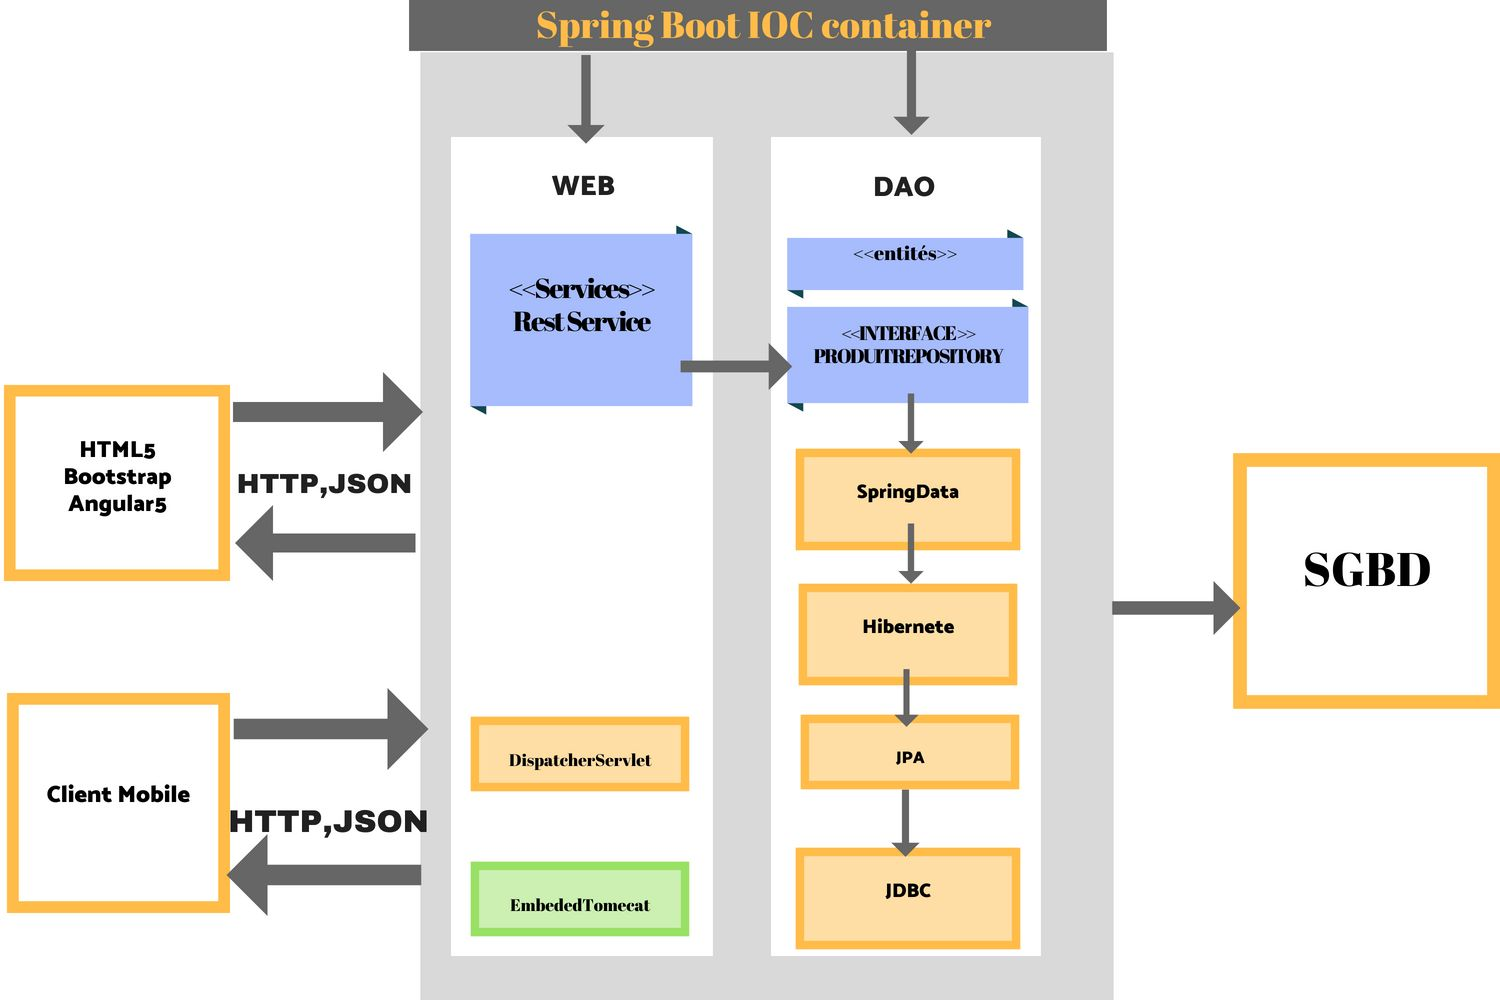 Spring Boot IOC container
WEB
<<Services>>
Rest Service
DAO
<<entités>>
<<INTERFACE>>
PRODUITREPOSITORY
HTML5
Bootstrap
Angular5
HTTP,JSON
SpringData
Hibernete
SGBD
Client Mobile
HTTP,JSON
DispatcherServlet
JPA
EmbededTomecat
JDBC